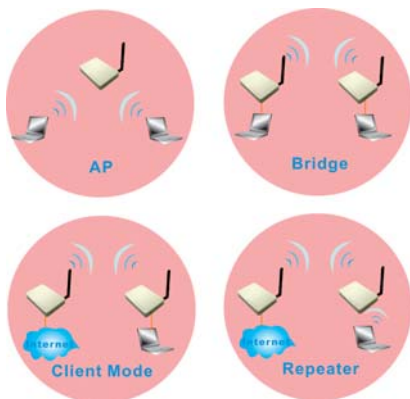 AP
Bridge
Internet
Client Mode
Internet
Repeater